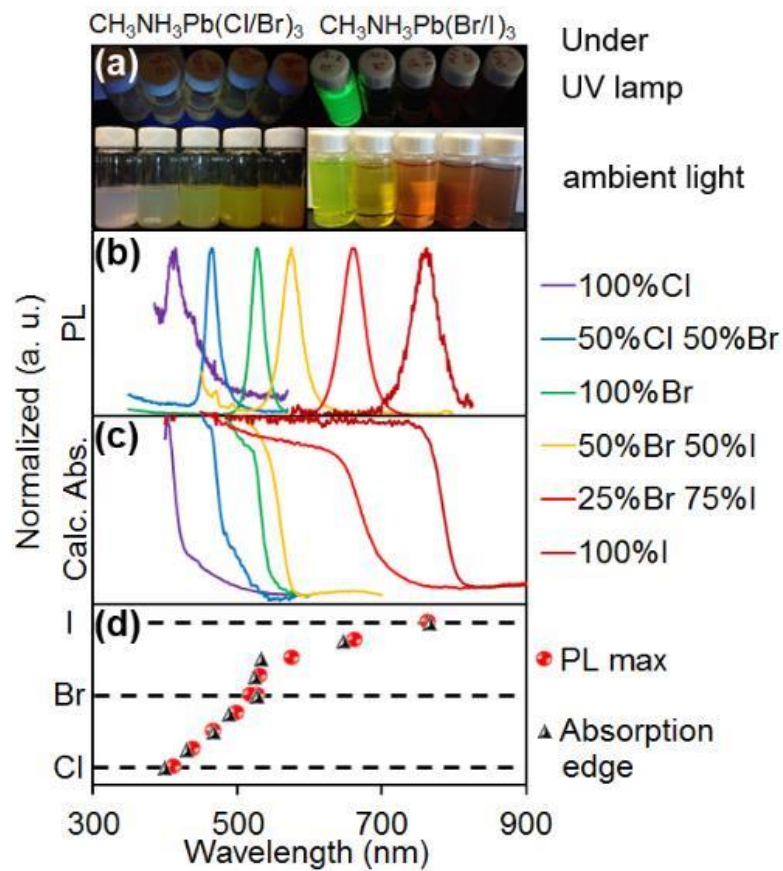 CH₃NH₃Pb(Cl/Br)₃ CH₃NH₃Pb(Br/I)₃
Under
UV lamp
(a)
ambient light
(b)
PL
100%Cl
50%Cl 50%Br
100%Br
50%Br 50%I
25%Br 75%I
100%I
Normalized (a. u.)
(c)
Calc. Abs.
(d)
I
Br
Cl
PL max
Absorption
edge
300 500 700 900
Wavelength (nm)